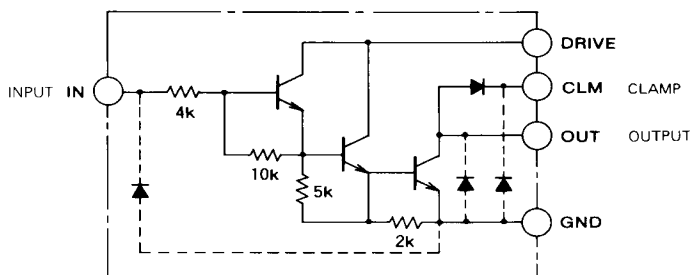 DRIVE
INPUT IN
CLM CLAMP
4k
OUT OUTPUT
10k
5k
GND
2k